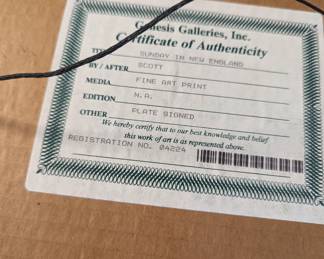 Genesis Galleries, Inc.
Certificate of Authenticity
TITLE SUNDAY IN NEW ENGLAND
BY / AFTER SCOTT
MEDIA FINE ART PRINT
EDITION N.A.
OTHER PLATE SIGNED
We hereby certify that to our best knowledge and belief
this work of art is as represented above.
REGISTRATION NO. 04224